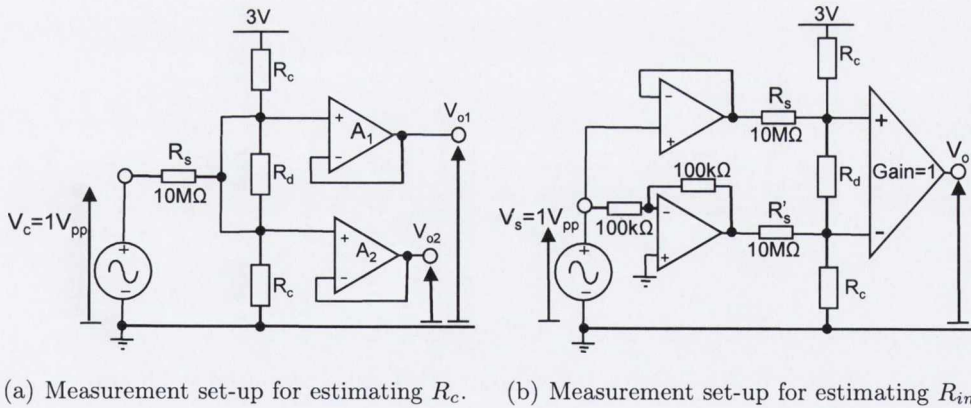 3V
R_c
R_s
10MΩ
R_d
R_c
+
A_1
−
V_o1
+
A_2
−
V_o2
V_c=1V_pp
+
−
(a) Measurement set-up for estimating R_c.
3V
R_c
−
+
R_s
10MΩ
+
V_o
Gain=1
−
R_d
100kΩ
100kΩ
−
+
R'_s
10MΩ
R_c
V_s=1V_pp
+
−
(b) Measurement set-up for estimating R_in